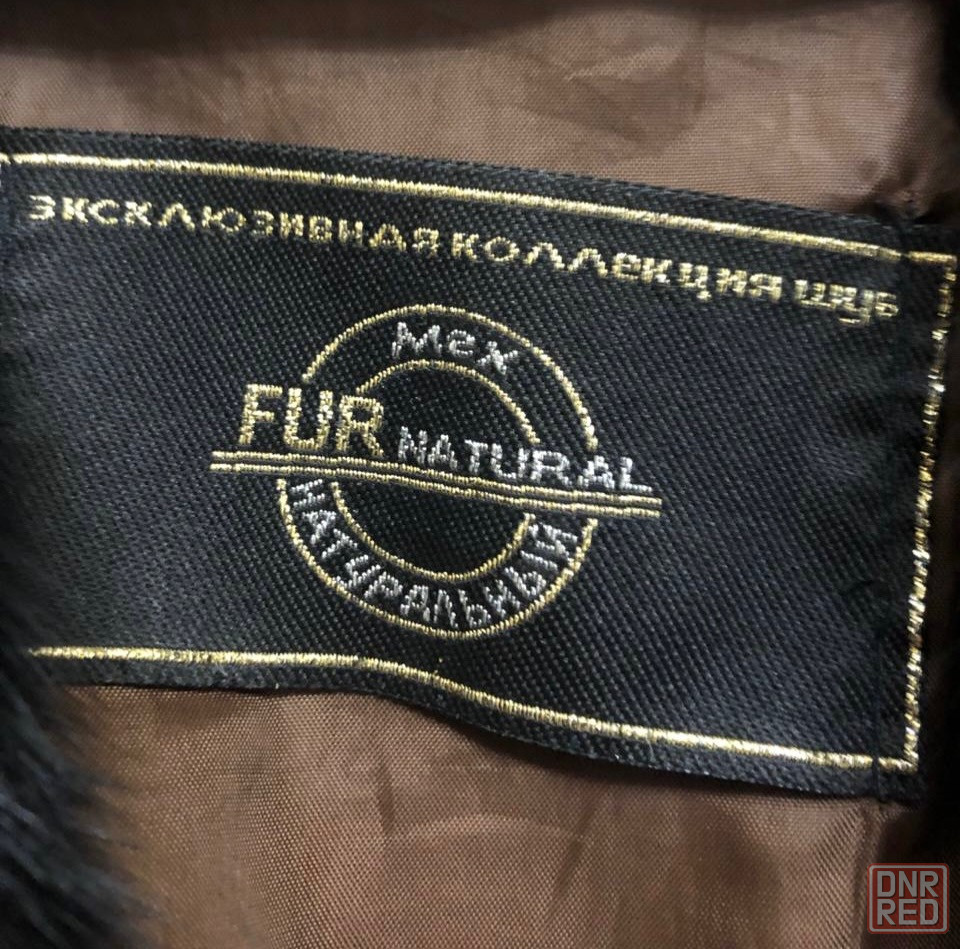 ЭКСКЛЮЗИВНАЯ КОЛЛЕКЦИЯ ШУБ
Мех
FUR NATURAL
НАТУРАЛЬНЫЙ
DNR
RED